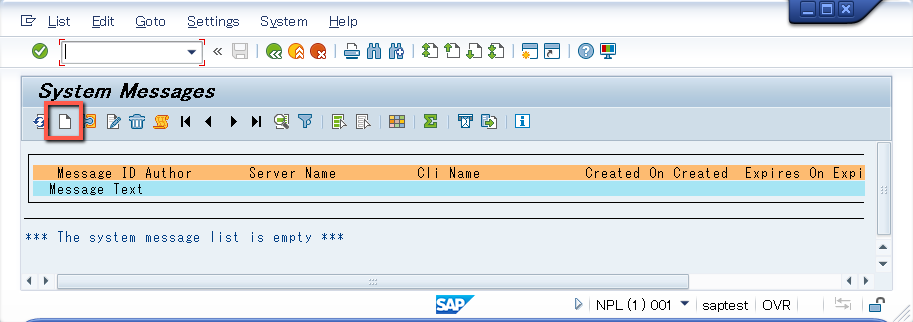 List Edit Goto Settings System Help
System Messages
Message ID Author Server Name Cli Name Created On Created Expires On Expi
Message Text
*** The system message list is empty ***
SAP NPL (1) 001 saptest OVR